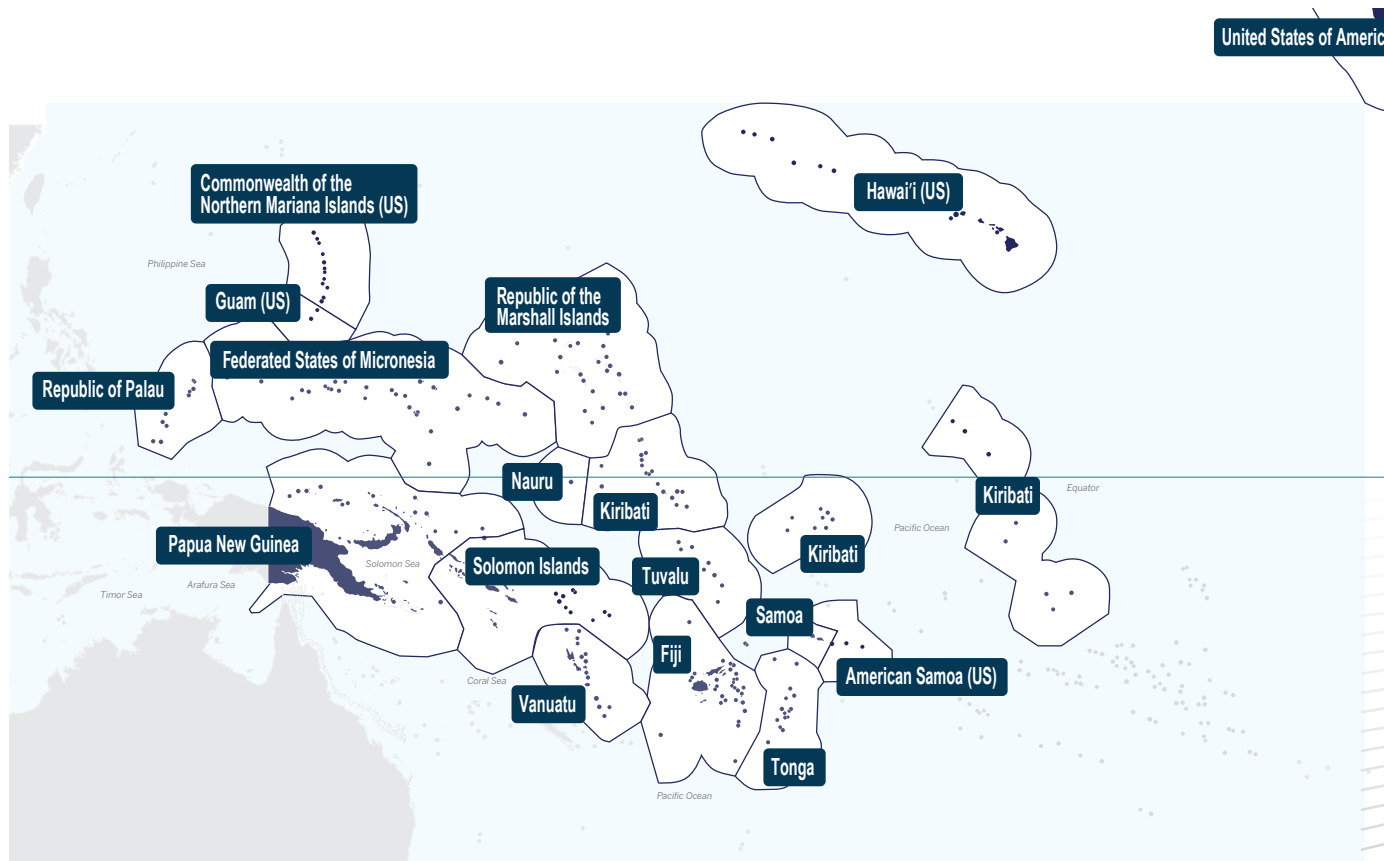 United States of Americ
Commonwealth of the
Northern Mariana Islands (US)
Hawai'i (US)
Philippine Sea
Guam (US)
Republic of the
Marshall Islands
Federated States of Micronesia
Republic of Palau
Nauru
Kiribati
Kiribati
Equator
Pacific Ocean
Papua New Guinea
Solomon Sea
Solomon Islands
Kiribati
Tuvalu
Arafura Sea
Timor Sea
Samoa
Fiji
American Samoa (US)
Coral Sea
Vanuatu
Tonga
Pacific Ocean